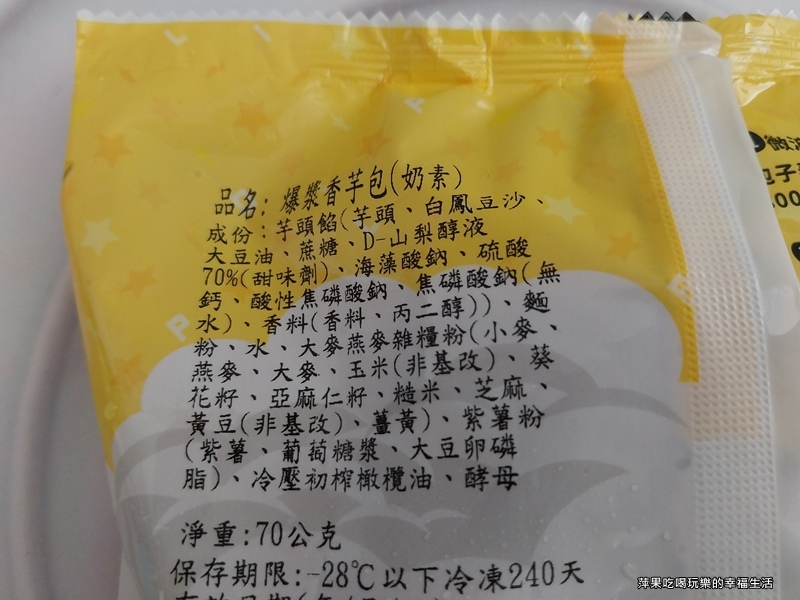 品名:爆漿香芋包(奶素)
成份:芋頭餡(芋頭、白鳳豆沙、
大豆油、蔗糖、D-山梨醇液
70%(甜味劑)、海藻酸鈉、硫酸
鈣、酸性焦磷酸鈉、焦磷酸鈉(無
水)、香料(香料、丙二醇))、麵
粉、水、大麥燕麥雜糧粉(小麥、
燕麥、大麥、玉米(非基改)、葵
花籽、亞麻仁籽、糙米、芝麻、
黃豆(非基改)、薑黃)、紫薯粉
(紫薯、葡萄糖漿、大豆卵磷
脂)、冷壓初榨橄欖油、酵母
淨重:70公克
保存期限:-28℃以下冷凍240天
萍果吃喝玩樂的幸福生活